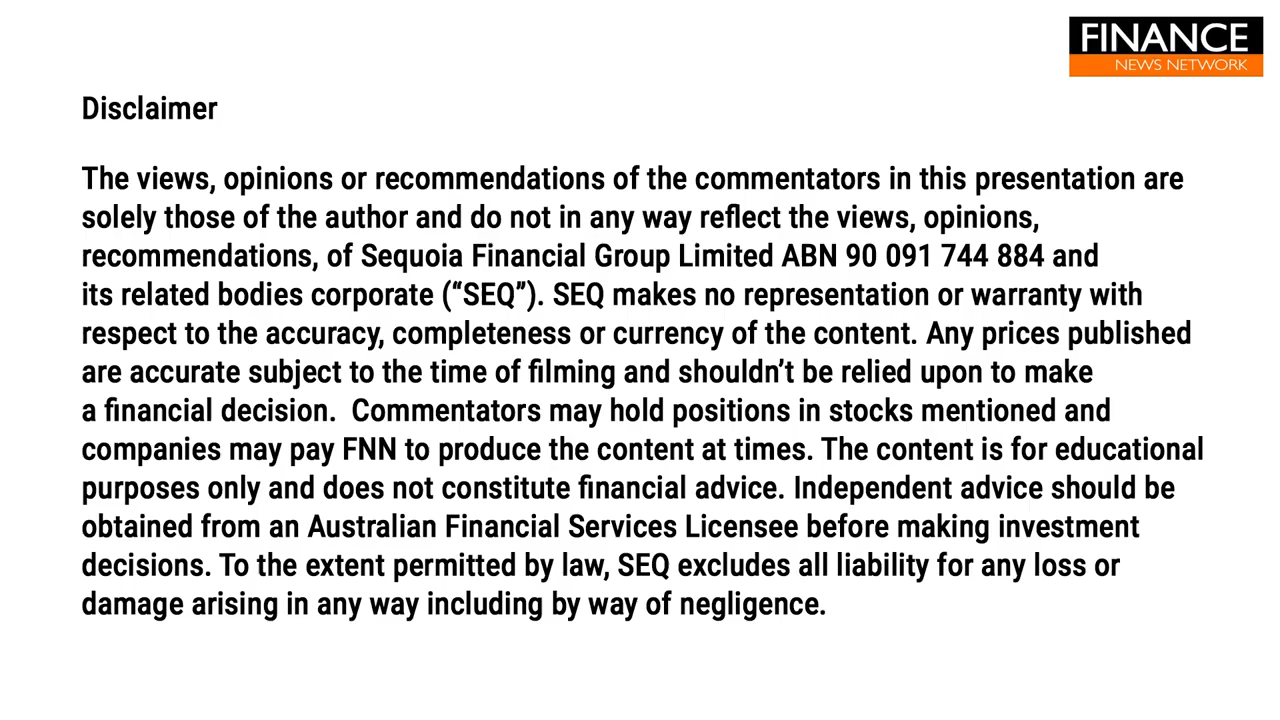 FINANCE
NEWS NETWORK
Disclaimer
The views, opinions or recommendations of the commentators in this presentation are
solely those of the author and do not in any way reflect the views, opinions,
recommendations, of Sequoia Financial Group Limited ABN 90 091 744 884 and
its related bodies corporate (“SEQ”). SEQ makes no representation or warranty with
respect to the accuracy, completeness or currency of the content. Any prices published
are accurate subject to the time of filming and shouldn’t be relied upon to make
a financial decision.  Commentators may hold positions in stocks mentioned and
companies may pay FNN to produce the content at times. The content is for educational
purposes only and does not constitute financial advice. Independent advice should be
obtained from an Australian Financial Services Licensee before making investment
decisions. To the extent permitted by law, SEQ excludes all liability for any loss or
damage arising in any way including by way of negligence.